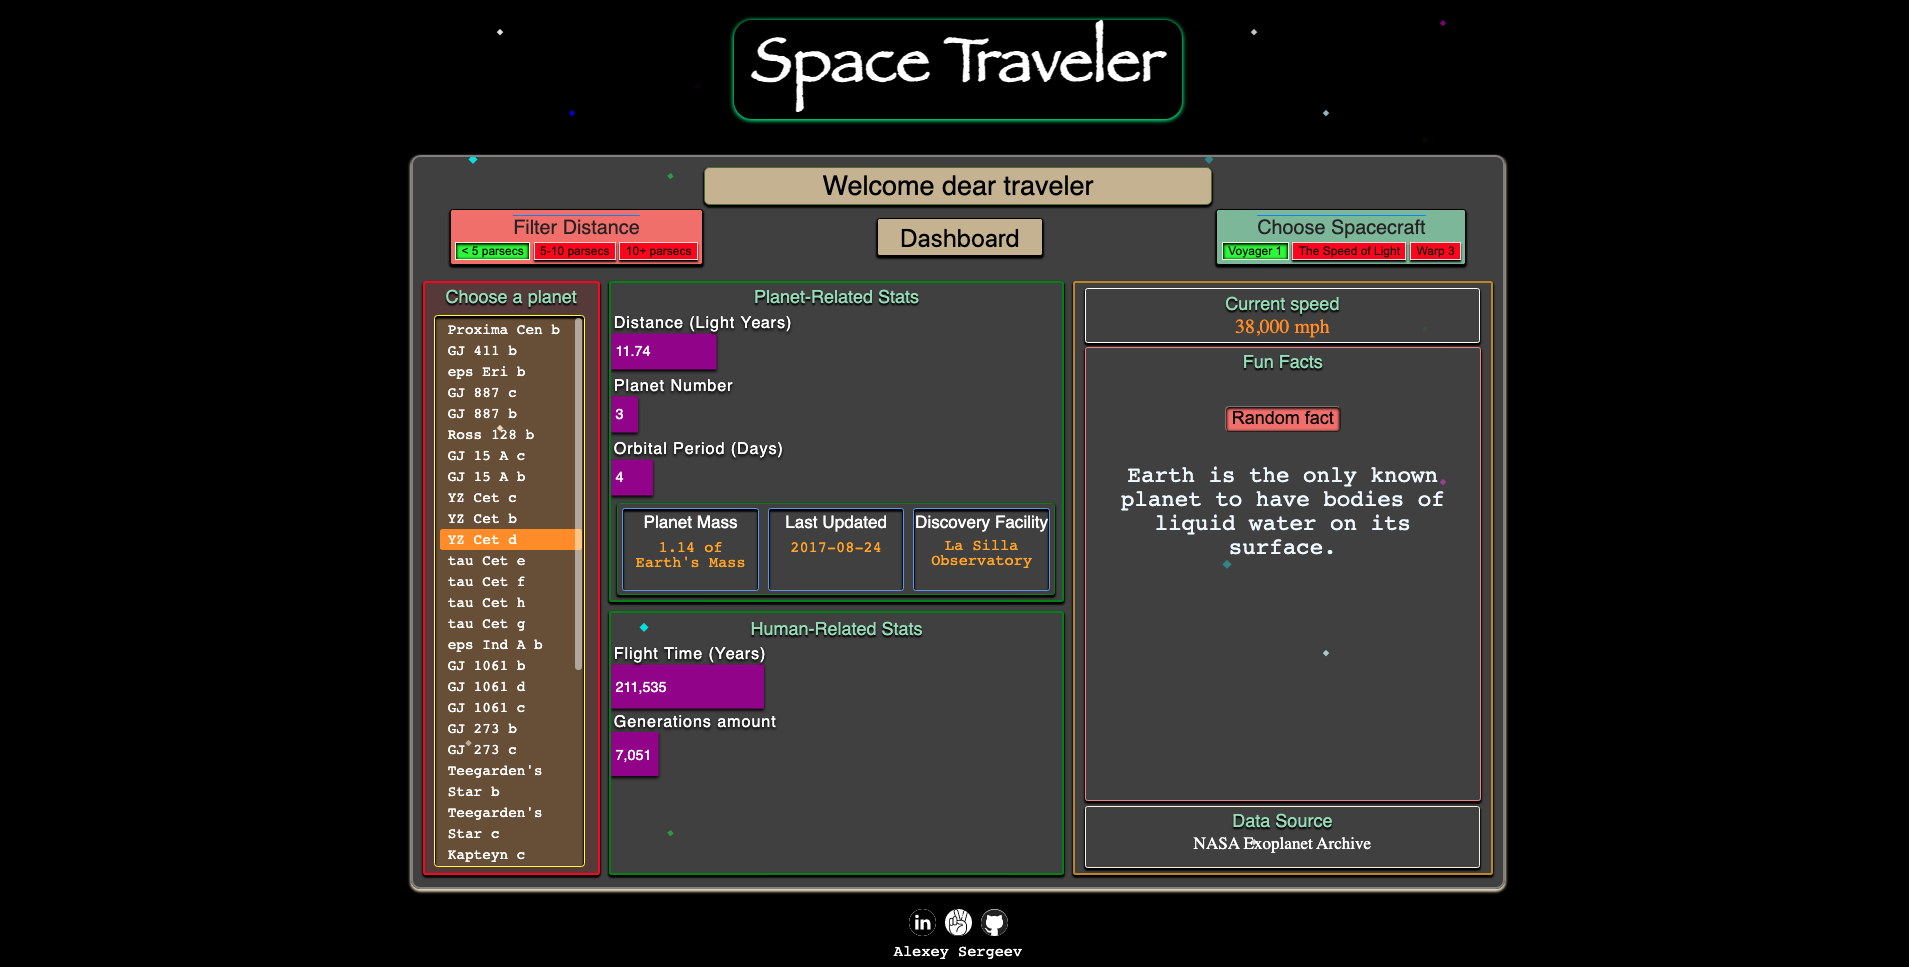 Space Traveler
Welcome dear traveler
Filter Distance
< 5 parsecs
5-10 parsecs
10+ parsecs
Dashboard
Choose Spacecraft
Voyager 1
The Speed of Light
Warp 3
Choose a planet
Proxima Cen b
GJ 411 b
eps Eri b
GJ 887 c
GJ 887 b
Ross 128 b
GJ 15 A c
GJ 15 A b
YZ Cet c
YZ Cet b
YZ Cet d
tau Cet e
tau Cet f
tau Cet h
tau Cet g
eps Ind A b
GJ 1061 b
GJ 1061 d
GJ 1061 c
GJ 273 b
GJ 273 c
Teegarden's
Star b
Teegarden's
Star c
Kapteyn c
Planet-Related Stats
Distance (Light Years)
11.74
Planet Number
3
Orbital Period (Days)
4
Planet Mass
1.14 of
Earth's Mass
Last Updated
2017-08-24
Discovery Facility
La Silla
Observatory
Human-Related Stats
Flight Time (Years)
211,535
Generations amount
7,051
Current speed
38,000 mph
Fun Facts
Random fact
Earth is the only known
planet to have bodies of
liquid water on its
surface.
Data Source
NASA Exoplanet Archive
in
Alexey Sergeev